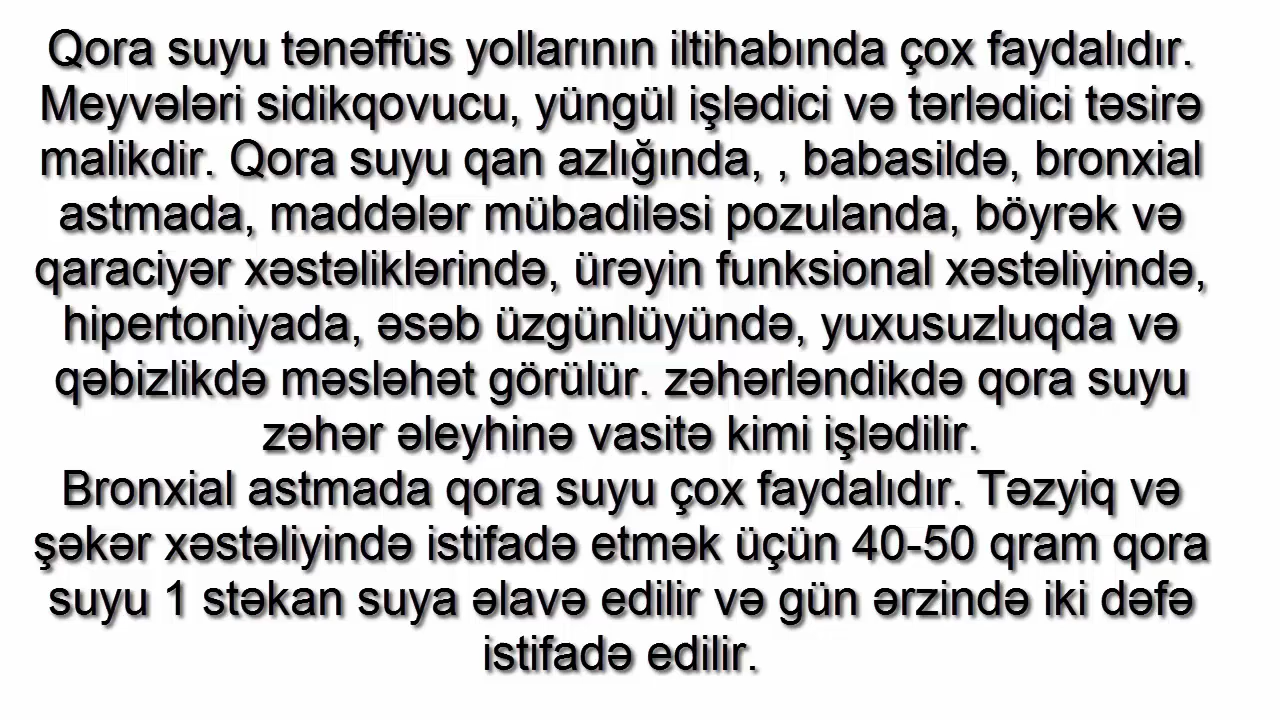 Qora suyu tənəffüs yollarının iltihabında çox faydalıdır.
Meyvələri sidikqovucu, yüngül işlədici və tərlədici təsirə
malikdir. Qora suyu qan azlığında, , babasildə, bronxial
astmada, maddələr mübadiləsi pozulanda, böyrək və
qaraciyər xəstəliklərində, ürəyin funksional xəstəliyində,
hipertoniyada, əsəb üzgünlüyündə, yuxusuzluqda və
qəbizlikdə məsləhət görülür. zəhərləndikdə qora suyu
zəhər əleyhinə vasitə kimi işlədilir.
Bronxial astmada qora suyu çox faydalıdır. Təzyiq və
şəkər xəstəliyində istifadə etmək üçün 40-50 qram qora
suyu 1 stəkan suya əlavə edilir və gün ərzində iki dəfə
istifadə edilir.